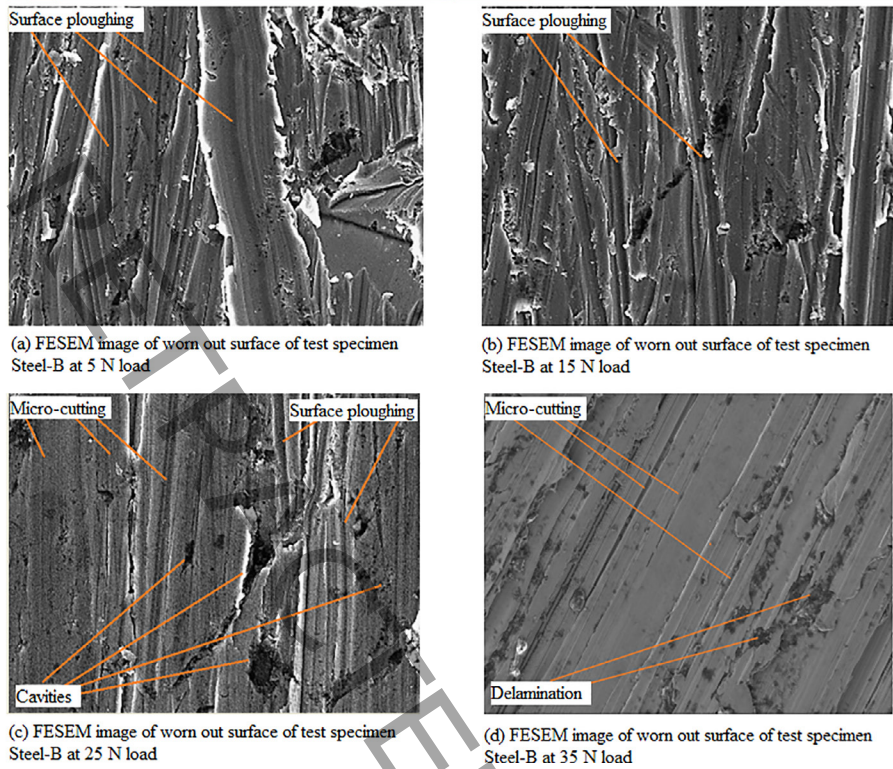 Surface ploughing
Surface ploughing
(a) FESEM image of worn out surface of test specimen
Steel-B at 5 N load
(b) FESEM image of worn out surface of test specimen
Steel-B at 15 N load
Micro-cutting
Surface ploughing
Cavities
(c) FESEM image of worn out surface of test specimen
Steel-B at 25 N load
Micro-cutting
Delamination
(d) FESEM image of worn out surface of test specimen
Steel-B at 35 N load